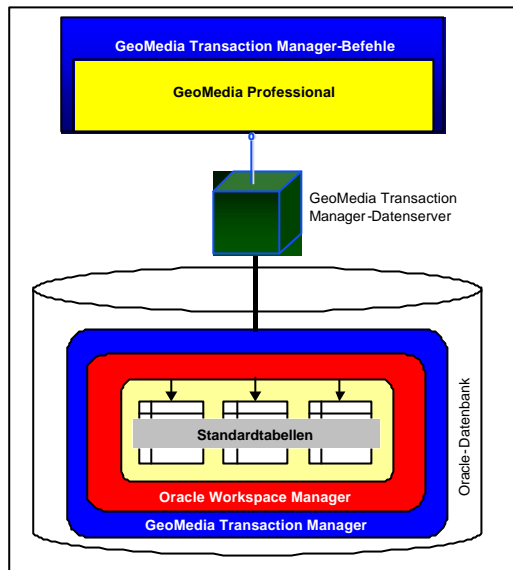 GeoMedia Transaction Manager-Befehle
GeoMedia Professional
GeoMedia Transaction
Manager-Datenserver
Standardtabellen
Oracle Workspace Manager
GeoMedia Transaction Manager
Oracle-Datenbank